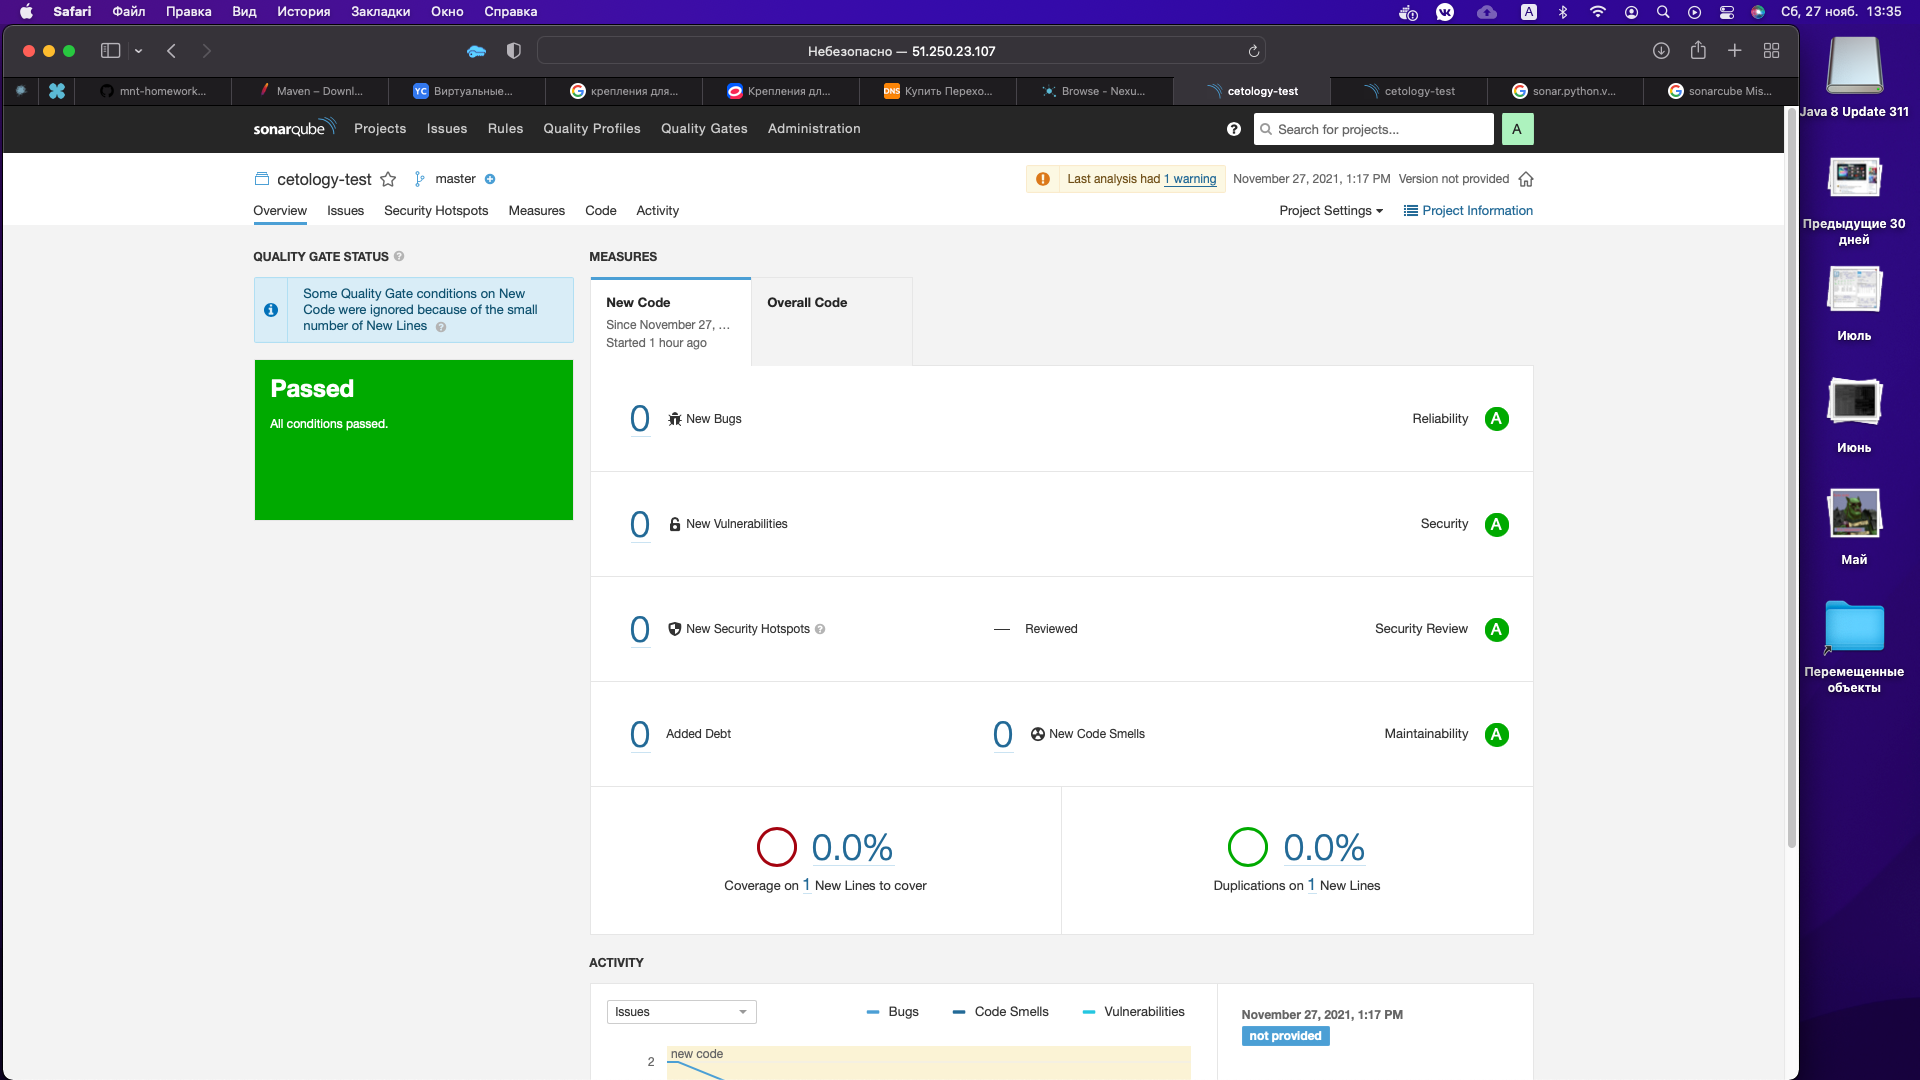 Safari Файл Правка Вид История Закладки Окно Справка
A
Сб, 27 нояб. 13:35
Небезопасно — 51.250.23.107
mnt-homework...
Maven – Downl...
YC Виртуальные...
крепления для...
Крепления дл...
DNS Купить Перехо...
Browse - Nexu...
cetology-test
cetology-test
sonar.python.v...
sonarcube Mis...
sonarqube Projects Issues Rules Quality Profiles Quality Gates Administration
? Search for projects... A
cetology-test master
Last analysis had 1 warning November 27, 2021, 1:17 PM Version not provided
Overview Issues Security Hotspots Measures Code Activity
Project Settings Project Information
QUALITY GATE STATUS ?
Some Quality Gate conditions on New
Code were ignored because of the small
number of New Lines ?
Passed
All conditions passed.
MEASURES
New Code
Since November 27, ...
Started 1 hour ago
Overall Code
0 New Bugs Reliability A
0 New Vulnerabilities Security A
0 New Security Hotspots ? — Reviewed Security Review A
0 Added Debt 0 New Code Smells Maintainability A
0.0%
Coverage on 1 New Lines to cover
0.0%
Duplications on 1 New Lines
ACTIVITY
Issues
Bugs Code Smells Vulnerabilities
new code
2
November 27, 2021, 1:17 PM
not provided
Java 8 Update 311
Предыдущие 30
дней
Июль
Июнь
Май
Перемещенные
объекты